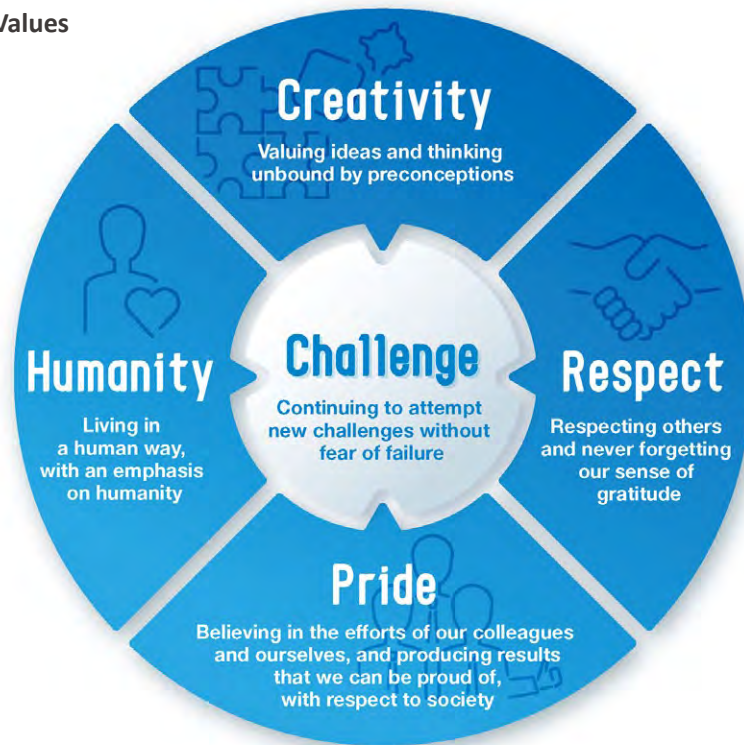 Values
Creativity
Valuing ideas and thinking
unbound by preconceptions
Humanity
Living in
a human way,
with an emphasis
on humanity
Challenge
Continuing to attempt
new challenges without
fear of failure
Respect
Respecting others
and never forgetting
our sense of
gratitude
Pride
Believing in the efforts of our colleagues
and ourselves, and producing results
that we can be proud of,
with respect to society